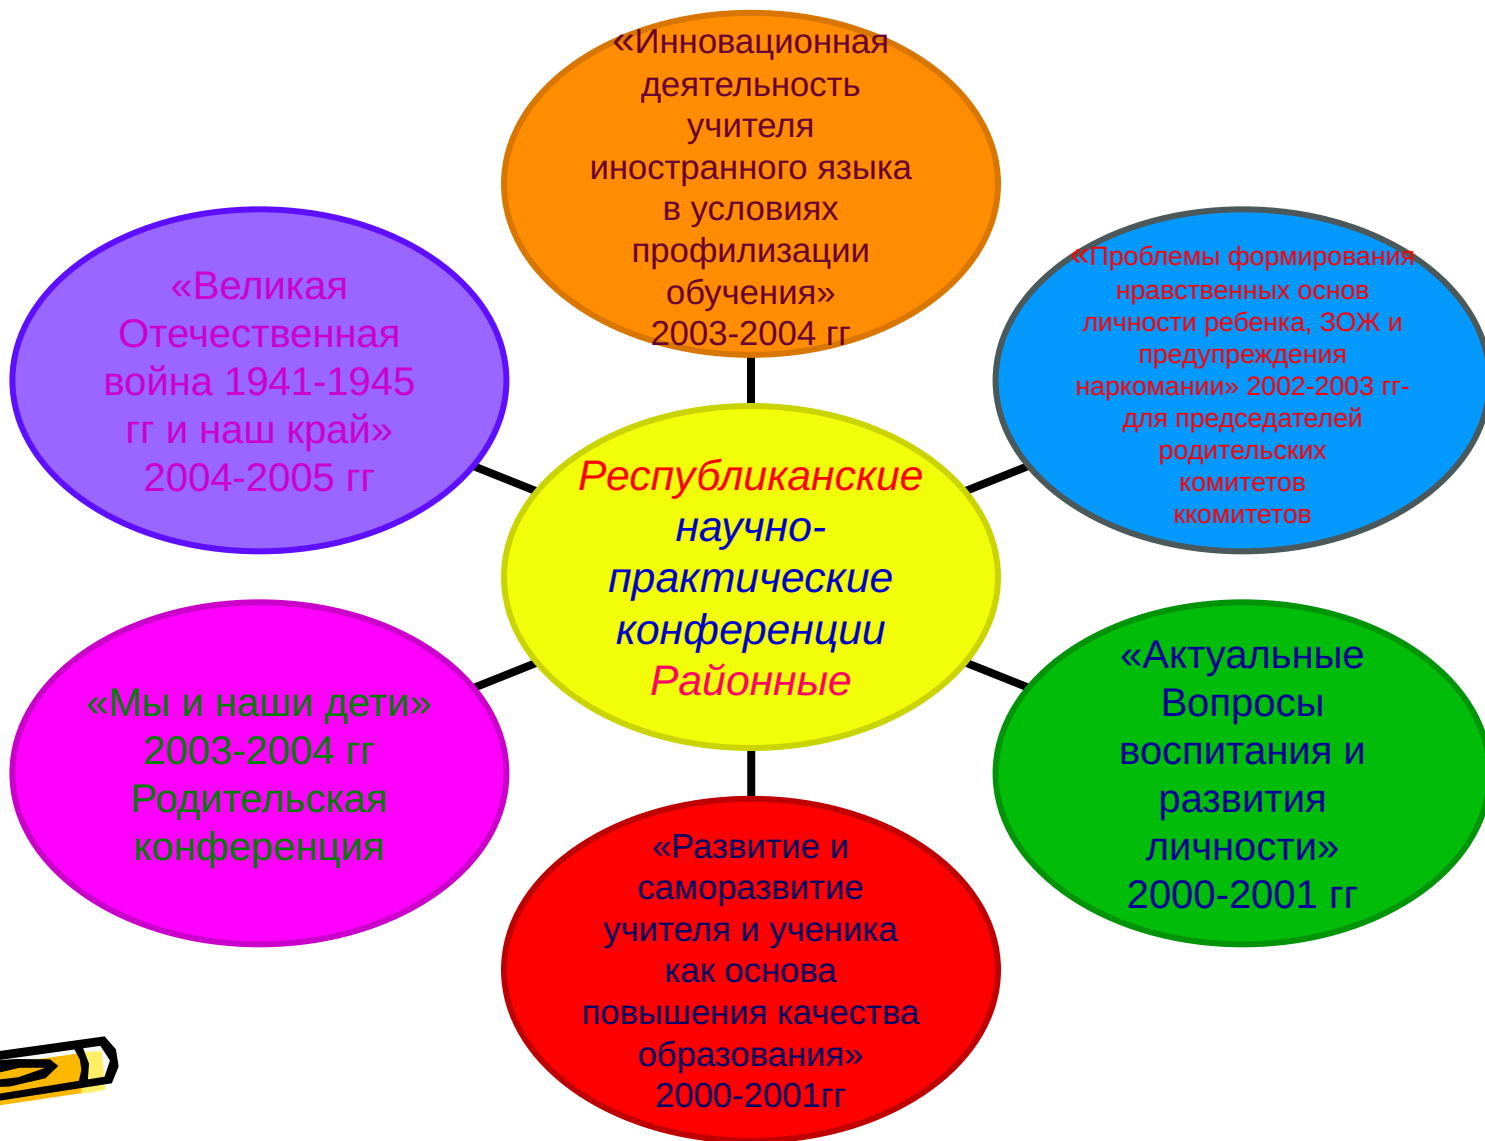 «Инновационная
деятельность
учителя
иностранного языка
в условиях
профилизации
обучения»
2003-2004 гг
«Великая
Отечественная
война 1941-1945
гг и наш край»
2004-2005 гг
«Проблемы формирования
нравственных основ
личности ребенка, ЗОЖ и
предупреждения
наркомании» 2002-2003 гг-
для председателей
родительских
комитетов
ккомитетов
Республиканские
научно-
практические
конференции
Районные
«Мы и наши дети»
2003-2004 гг
Родительская
конференция
«Актуальные
Вопросы
воспитания и
развития
личности»
2000-2001 гг
«Развитие и
саморазвитие
учителя и ученика
как основа
повышения качества
образования»
2000-2001гг